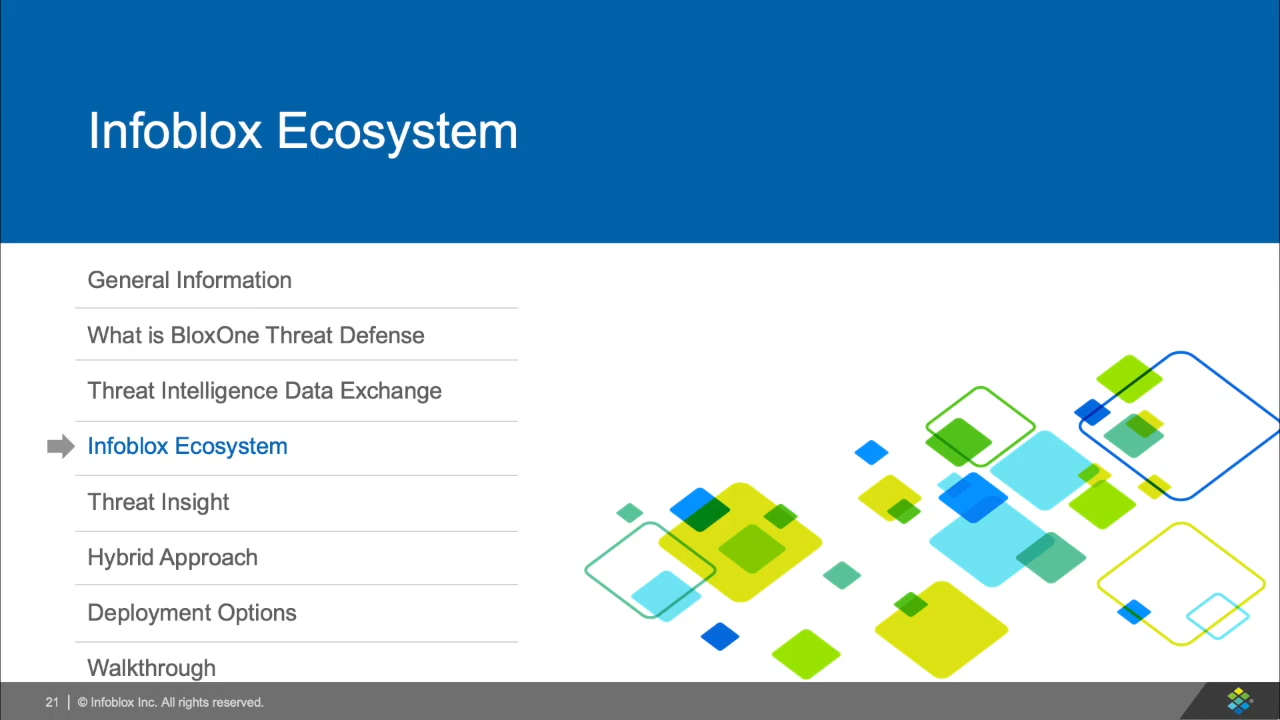 Infoblox Ecosystem
General Information
What is BloxOne Threat Defense
Threat Intelligence Data Exchange
Infoblox Ecosystem
Threat Insight
Hybrid Approach
Deployment Options
Walkthrough
21 | © Infoblox Inc. All rights reserved.